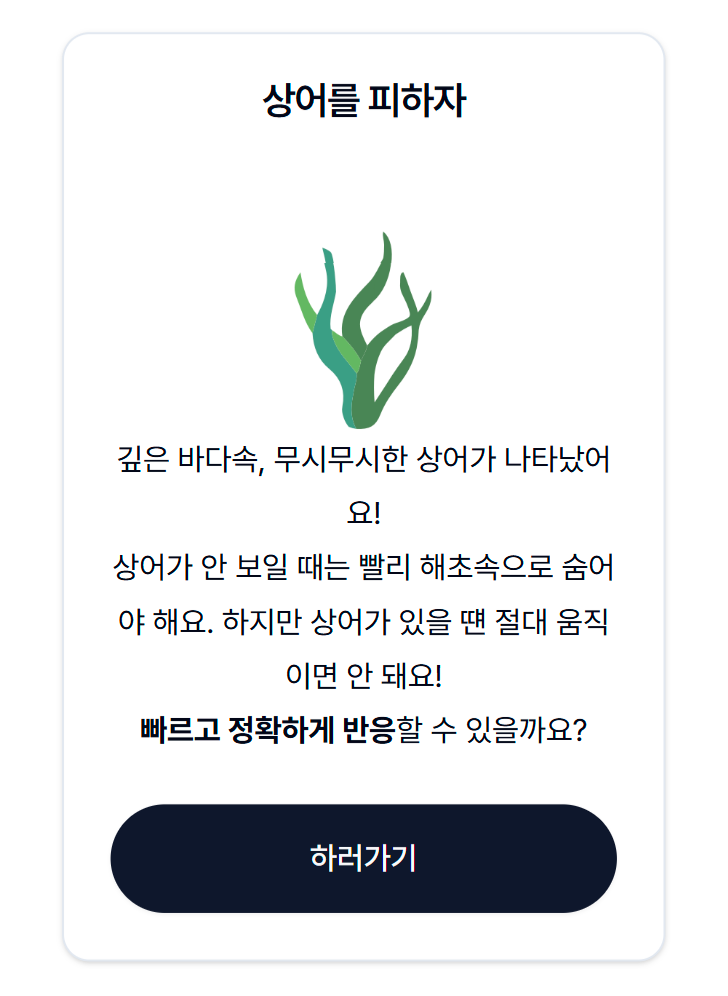 상어를 피하자
깊은 바다속, 무시무시한 상어가 나타났어
요!
상어가 안 보일 때는 빨리 해초속으로 숨어
야 해요. 하지만 상어가 있을 떈 절대 움직
이면 안 돼요!
빠르고 정확하게 반응할 수 있을까요?
하러가기